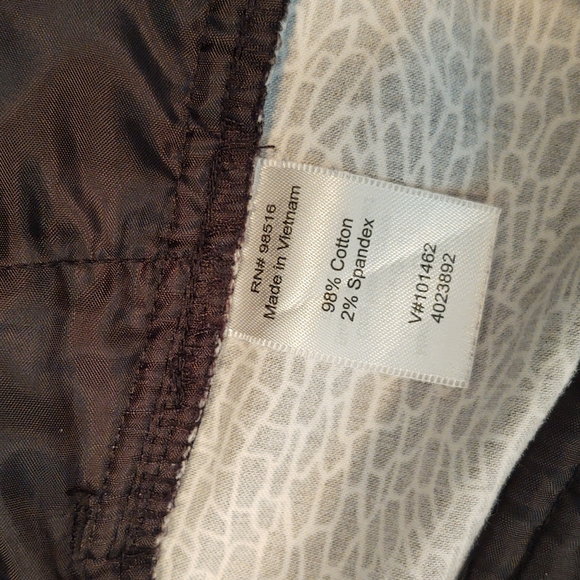 RN# 98516
Made in Vietnam
98% Cotton
2% Spandex
V#101462
4023892